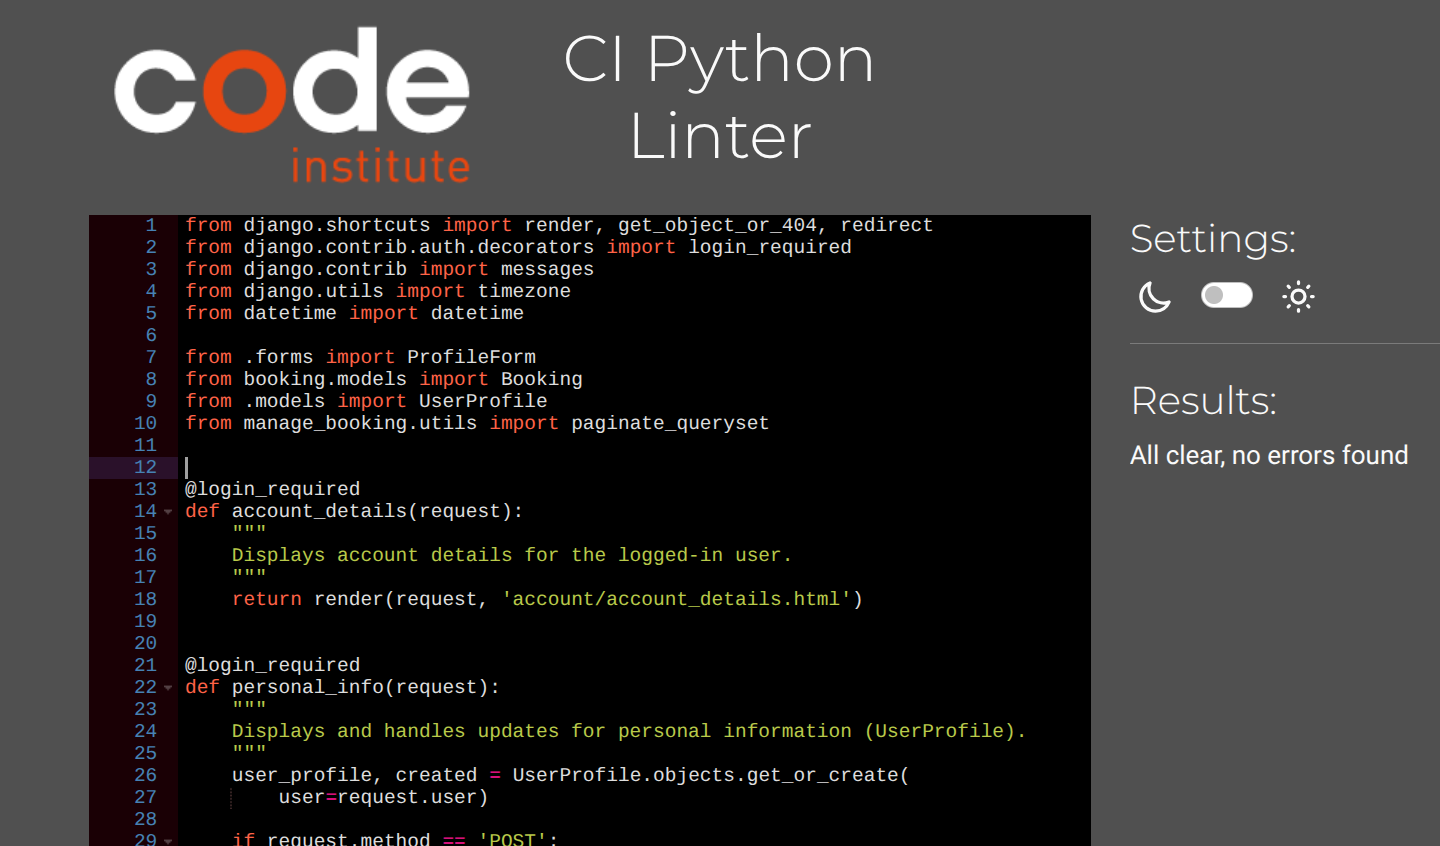 code
institute
CI Python
Linter
1 from django.shortcuts import render, get_object_or_404, redirect
2 from django.contrib.auth.decorators import login_required
3 from django.contrib import messages
4 from django.utils import timezone
5 from datetime import datetime
6
7 from .forms import ProfileForm
8 from booking.models import Booking
9 from .models import UserProfile
10 from manage_booking.utils import paginate_queryset
11
12
13 @login_required
14 def account_details(request):
15     """
16     Displays account details for the logged-in user.
17     """
18     return render(request, 'account/account_details.html')
19
20
21 @login_required
22 def personal_info(request):
23     """
24     Displays and handles updates for personal information (UserProfile).
25     """
26     user_profile, created = UserProfile.objects.get_or_create(
27         user=request.user)
28
29     if request.method == 'POST':
Settings:
Results:
All clear, no errors found